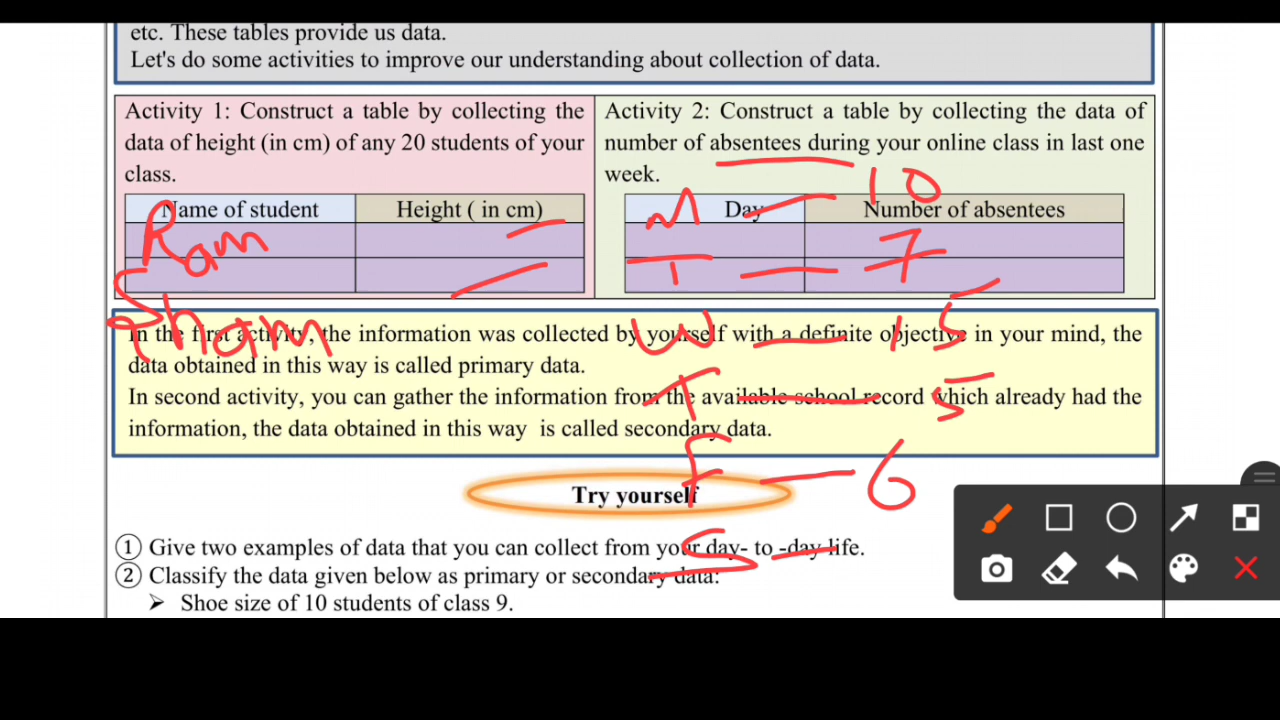 etc. These tables provide us data.
Let's do some activities to improve our understanding about collection of data.
Activity 1: Construct a table by collecting the
data of height (in cm) of any 20 students of your
class.
Name of student Height ( in cm)
Ram
Sham
Activity 2: Construct a table by collecting the data of
number of absentees during your online class in last one
week.
Day Number of absentees
M — 10
T — 7
W — 15
T — 5
F — 6
S —
In the first activity, the information was collected by yourself with a definite objective in your mind, the
data obtained in this way is called primary data.
In second activity, you can gather the information from the available school record which already had the
information, the data obtained in this way is called secondary data.
Try yourself
1 Give two examples of data that you can collect from your day- to -day life.
2 Classify the data given below as primary or secondary data:
➢ Shoe size of 10 students of class 9.